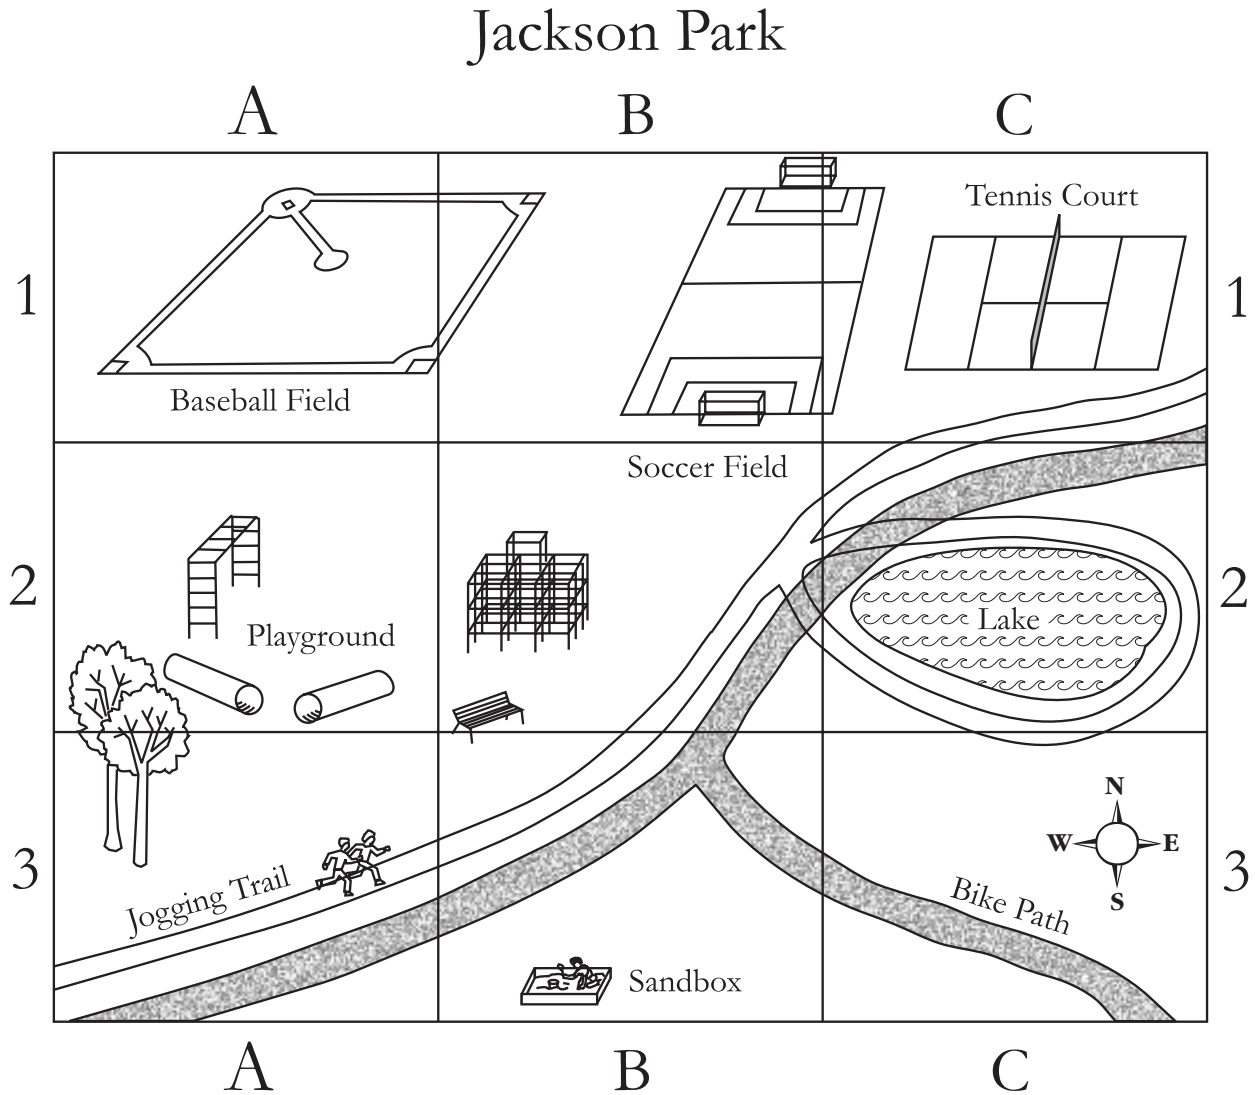 Jackson Park
A B C
Tennis Court
1 1
Baseball Field
Soccer Field
2 2
Playground
Lake
N
W E
S
3 3
Jogging Trail
Bike Path
Sandbox
A B C